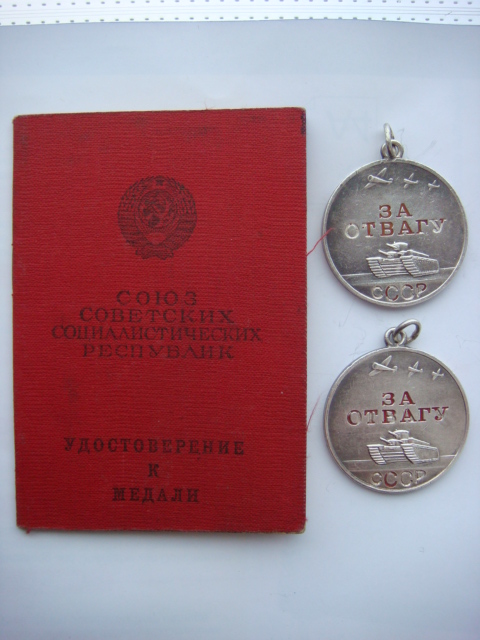 СОЮЗ
СОВЕТСКИХ
СОЦИАЛИСТИЧЕСКИХ
РЕСПУБЛИК
УДОСТОВЕРЕНИЕ
К
МЕДАЛИ
ЗА
ОТВАГУ
СССР
ЗА
ОТВАГУ
СССР